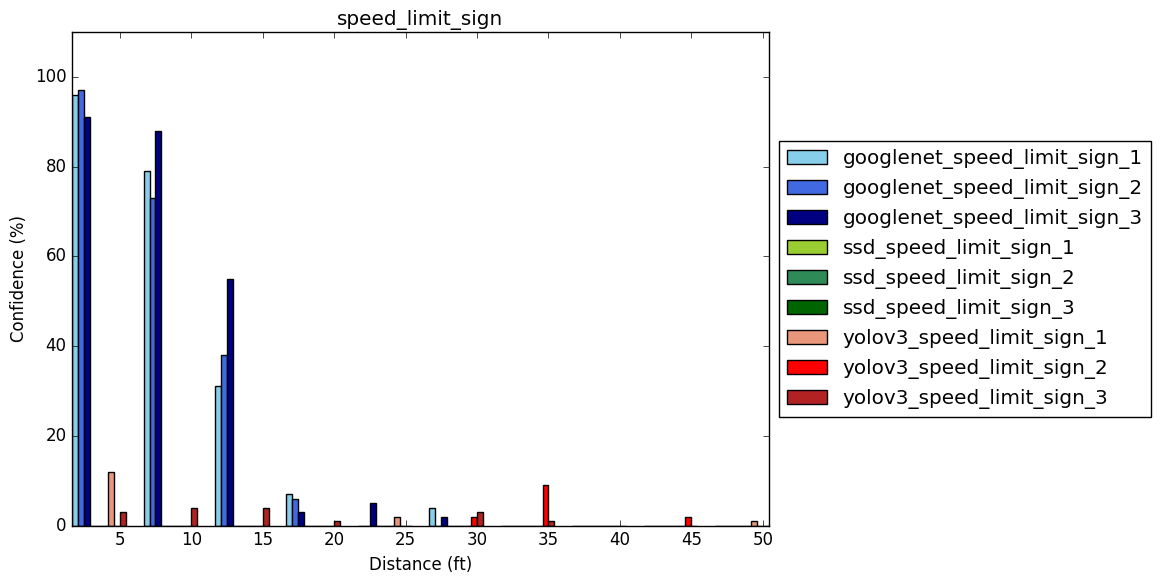 speed_limit_sign
100
80
60
40
20
0
Confidence (%)
5 10 15 20 25 30 35 40 45 50
Distance (ft)
googlenet_speed_limit_sign_1
googlenet_speed_limit_sign_2
googlenet_speed_limit_sign_3
ssd_speed_limit_sign_1
ssd_speed_limit_sign_2
ssd_speed_limit_sign_3
yolov3_speed_limit_sign_1
yolov3_speed_limit_sign_2
yolov3_speed_limit_sign_3